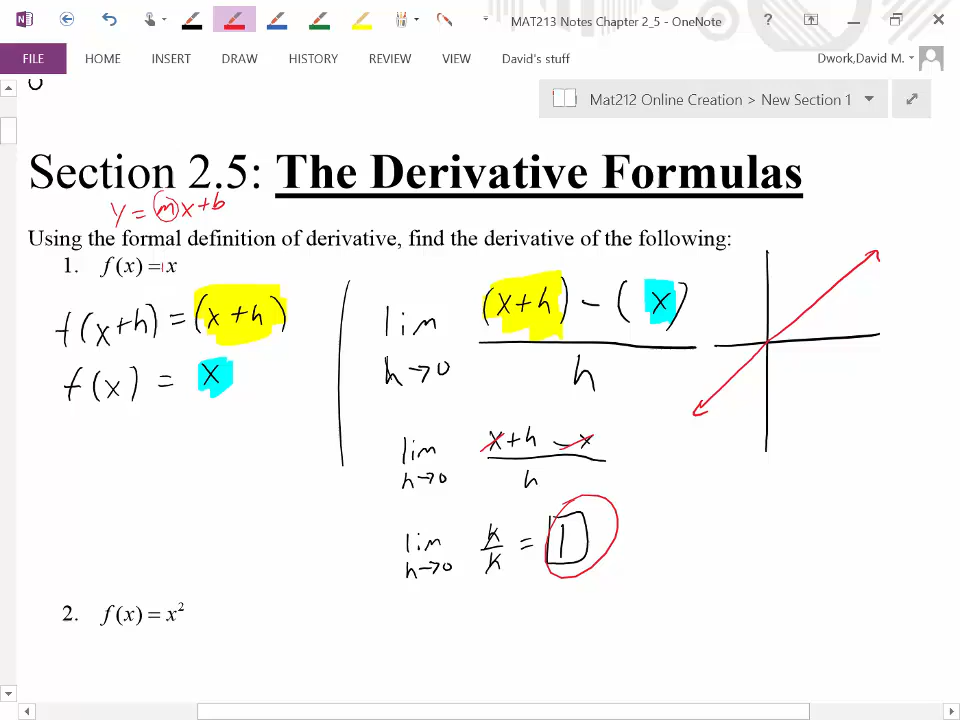 MAT213 Notes Chapter 2_5 - OneNote
FILE HOME INSERT DRAW HISTORY REVIEW VIEW David's stuff Dwork,David M.
Mat212 Online Creation > New Section 1
Section 2.5: The Derivative Formulas
y = mx+b
Using the formal definition of derivative, find the derivative of the following:
1. f(x) = x
f(x+h) = (x+h)
f(x) = x
lim h→0 (x+h) - (x) / h
lim h→0 x+h - x / h
lim h→0 h/h = 1
2. f(x) = x²